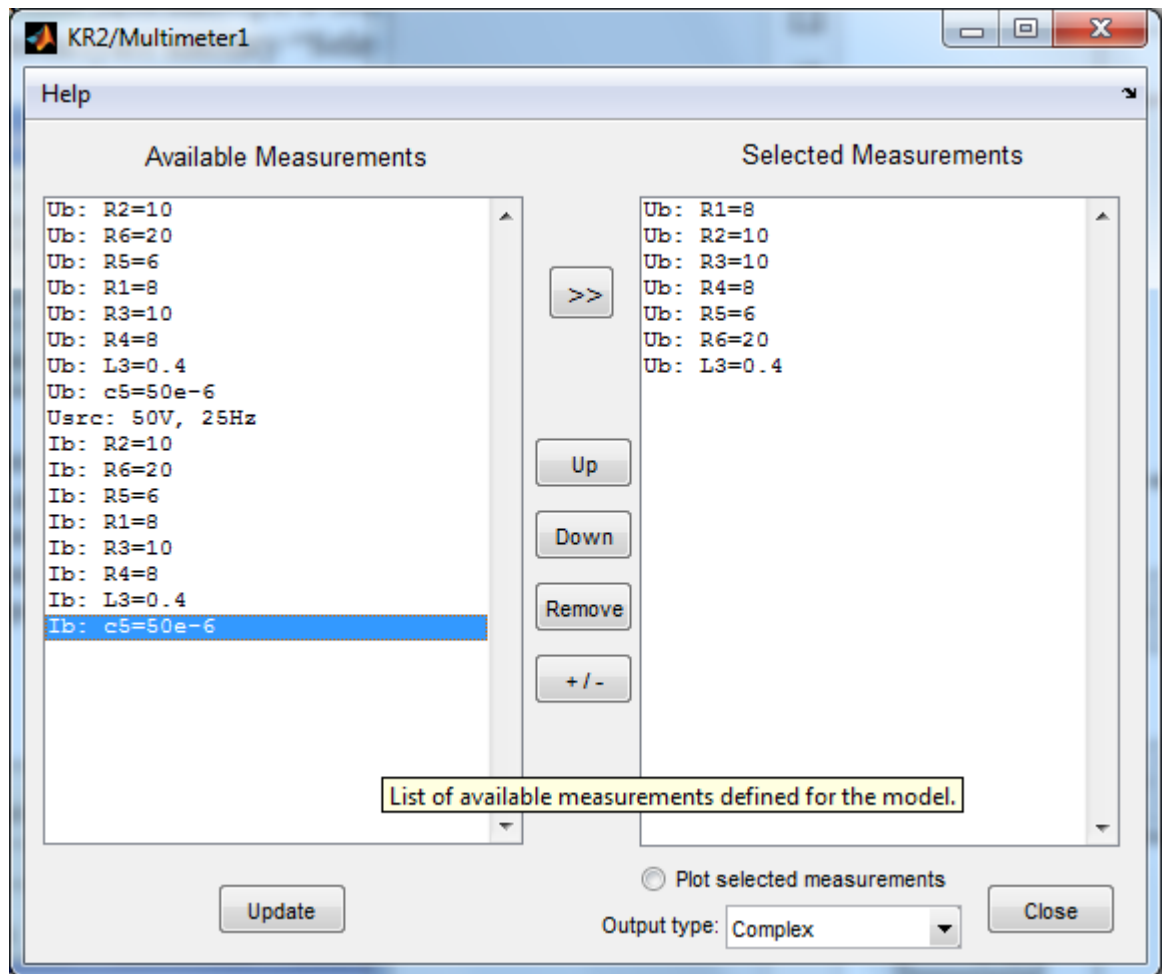 KR2/Multimeter1
Help
Available Measurements
Ub: R2=10
Ub: R6=20
Ub: R5=6
Ub: R1=8
Ub: R3=10
Ub: R4=8
Ub: L3=0.4
Ub: c5=50e-6
Usrc: 50V, 25Hz
Ib: R2=10
Ib: R6=20
Ib: R5=6
Ib: R1=8
Ib: R3=10
Ib: R4=8
Ib: L3=0.4
Ib: c5=50e-6
>>
Up
Down
Remove
+ / -
Selected Measurements
Ub: R1=8
Ub: R2=10
Ub: R3=10
Ub: R4=8
Ub: R5=6
Ub: R6=20
Ub: L3=0.4
List of available measurements defined for the model.
Plot selected measurements
Update
Output type: Complex
Close